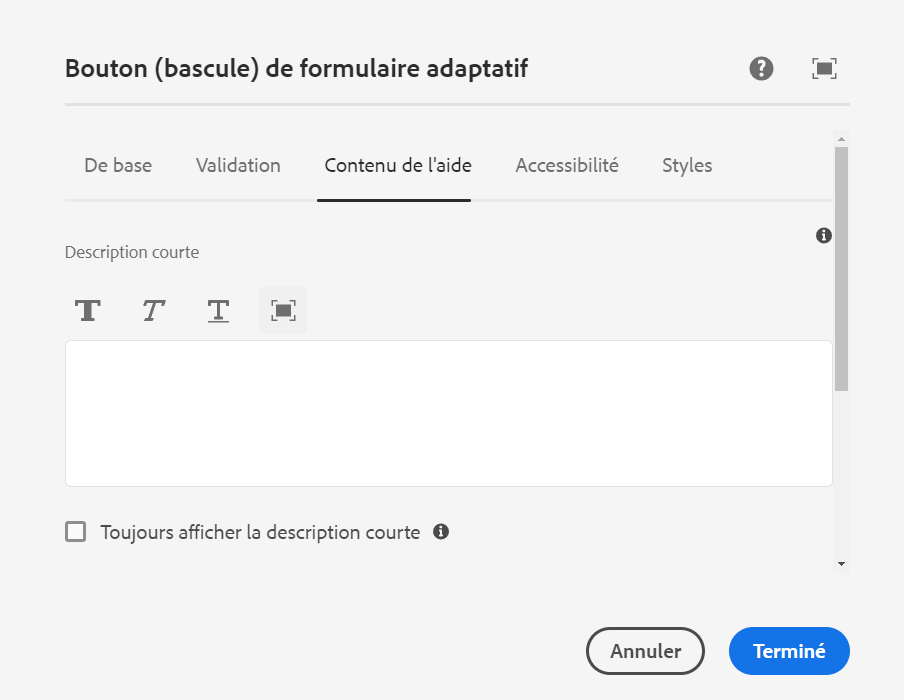 Bouton (bascule) de formulaire adaptatif
De base Validation Contenu de l'aide Accessibilité Styles
Description courte
T T T
Toujours afficher la description courte
Annuler Terminé